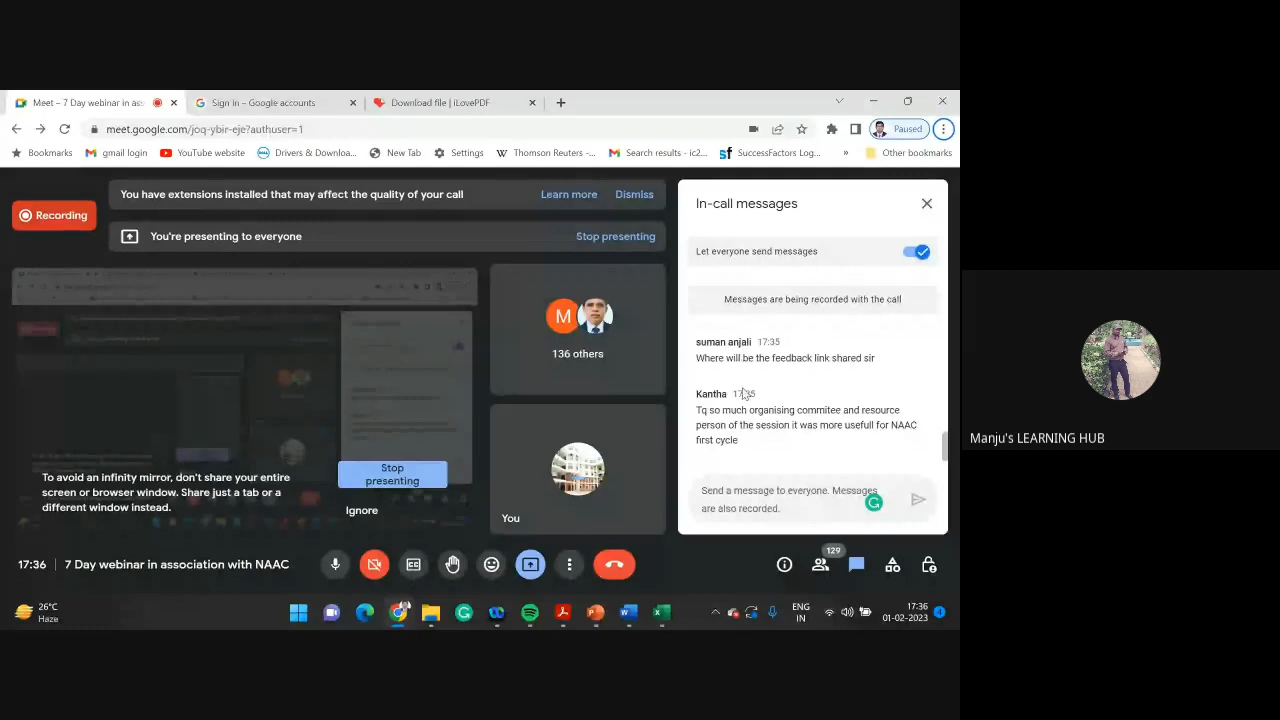 Meet – 7 Day webinar in as
Sign In – Google accounts
Download file | iLovePDF
meet.google.com/joq-ybir-eje?authuser=1
Paused
Bookmarks
gmail login
YouTube website
Drivers & Downloa...
New Tab
Settings
Thomson Reuters -...
Search results - ic2...
SuccessFactors Log...
»
Other bookmarks
Recording
You have extensions installed that may affect the quality of your call
Learn more
Dismiss
You're presenting to everyone
Stop presenting
To avoid an infinity mirror, don't share your entire
screen or browser window. Share just a tab or a
different window instead.
Stop
presenting
Ignore
M
136 others
You
In-call messages
Let everyone send messages
Messages are being recorded with the call
suman anjali 17:35
Where will be the feedback link shared sir
Kantha 17:35
Tq so much organising commitee and resource
person of the session it was more usefull for NAAC
first cycle
Send a message to everyone. Messages
are also recorded.
Manju's LEARNING HUB
17:36 | 7 Day webinar in association with NAAC
129
26°C
Haze
ENG
IN
17:36
01-02-2023
4